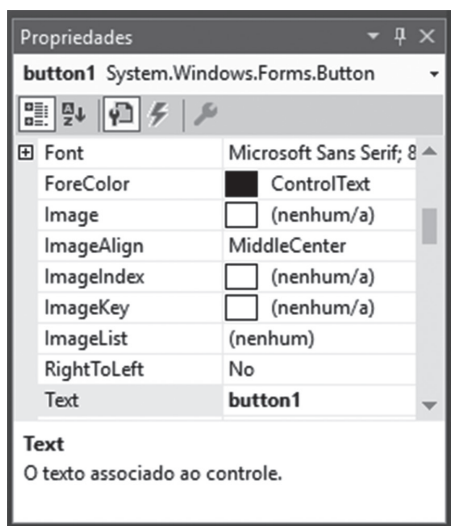 Propriedades
button1 System.Windows.Forms.Button
Font Microsoft Sans Serif; 8
ForeColor ControlText
Image (nenhum/a)
ImageAlign MiddleCenter
ImageIndex (nenhum/a)
ImageKey (nenhum/a)
ImageList (nenhum)
RightToLeft No
Text button1
Text
O texto associado ao controle.